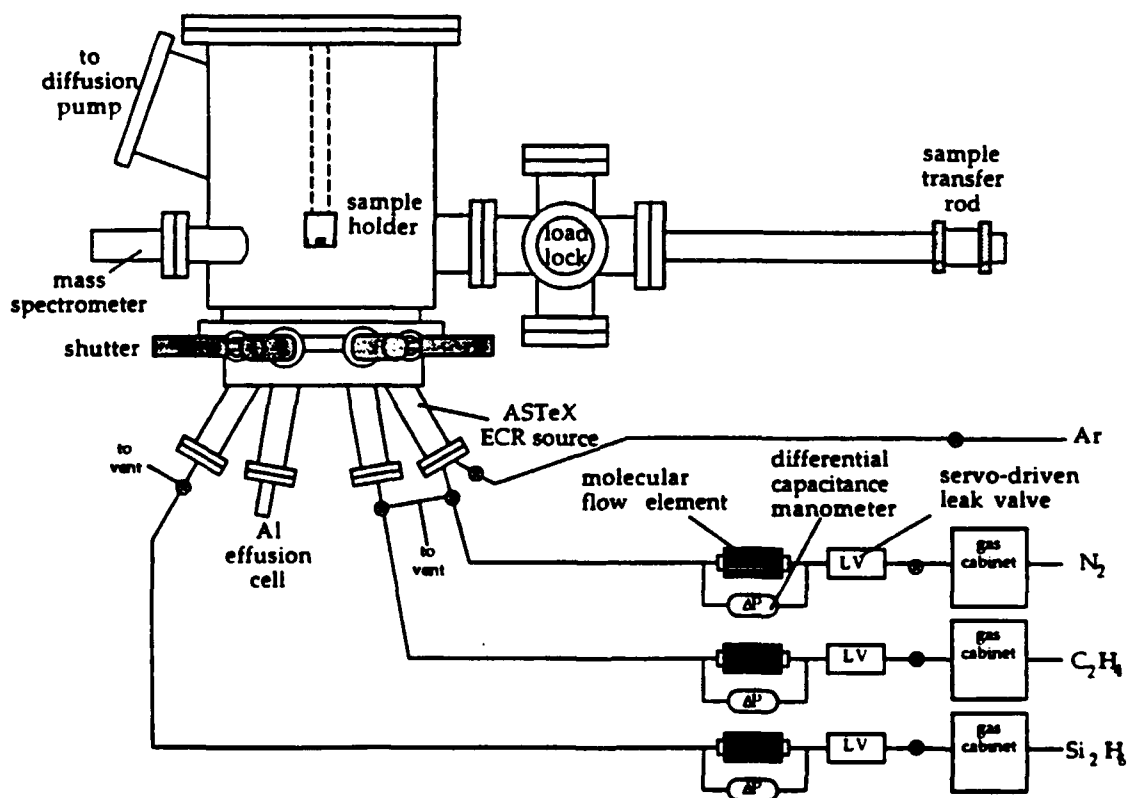 to
diffusion
pump
sample
holder
load
lock
sample
transfer
rod
mass
spectrometer
shutter
ASTeX
ECR source
to
vent
Al
effusion
cell
to
vent
molecular
flow element
differential
capacitance
manometer
servo-driven
leak valve
Ar
LV
gas
cabinet
N2
ΔP
LV
gas
cabinet
C2H4
ΔP
LV
gas
cabinet
Si2H6
ΔP